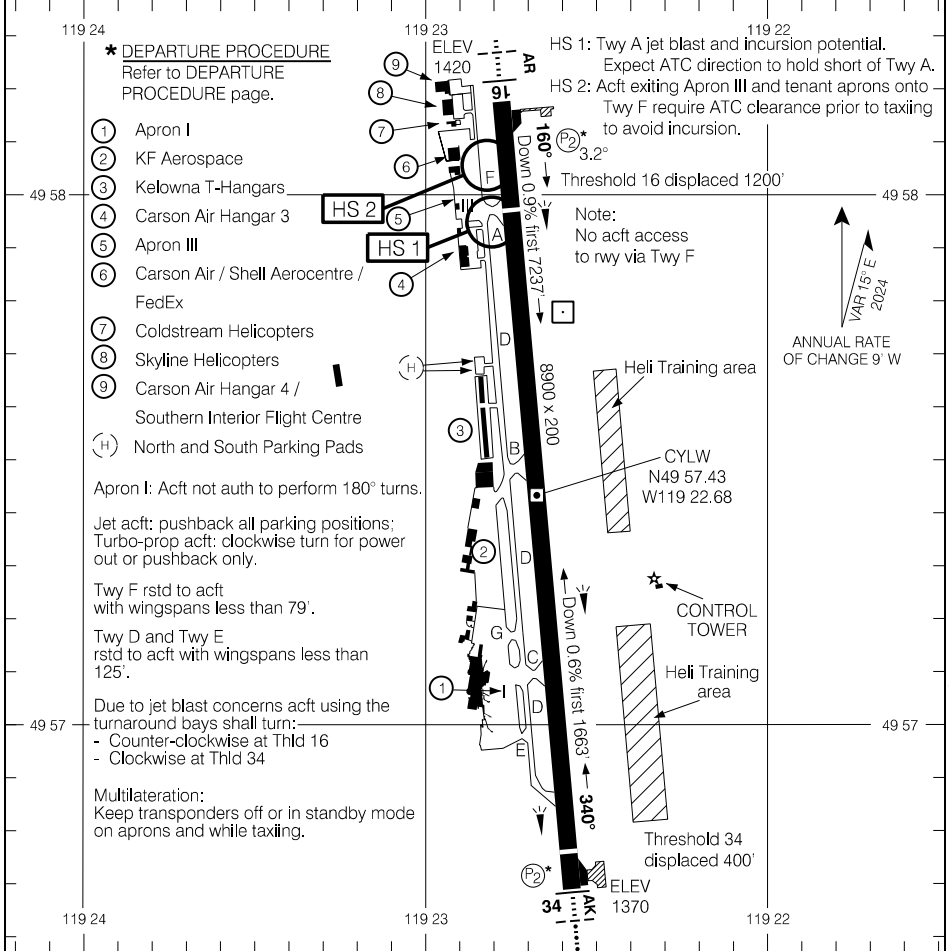 119 24
119 23
119 22
* DEPARTURE PROCEDURE
Refer to DEPARTURE
PROCEDURE page.
1 Apron I
2 KF Aerospace
3 Kelowna T-Hangars
4 Carson Air Hangar 3
5 Apron III
6 Carson Air / Shell Aerocentre /
FedEx
7 Coldstream Helicopters
8 Skyline Helicopters
9 Carson Air Hangar 4 /
Southern Interior Flight Centre
H North and South Parking Pads
Apron I: Acft not auth to perform 180° turns.
Jet acft: pushback all parking positions;
Turbo-prop acft: clockwise turn for power
out or pushback only.
Twy F rstd to acft
with wingspans less than 79'.
Twy D and Twy E
rstd to acft with wingspans less than
125'.
Due to jet blast concerns acft using the
turnaround bays shall turn:
- Counter-clockwise at Thld 16
- Clockwise at Thld 34
Multilateration:
Keep transponders off or in standby mode
on aprons and while taxiing.
49 58
49 57
ELEV
1420
AR
16
160°
9
8
7
6
HS 2
5
III
HS 1
4
F
A
Down 0.9% first 7237'
D
8900 x 200
H
3
B
2
D
G
C
Down 0.6% first 1663'
1
I
D
E
340°
P2*
34
AK
ELEV
1370
HS 1: Twy A jet blast and incursion potential.
Expect ATC direction to hold short of Twy A.
HS 2: Acft exiting Apron III and tenant aprons onto
Twy F require ATC clearance prior to taxiing
to avoid incursion.
P2*
3.2°
Threshold 16 displaced 1200'
Note:
No acft access
to rwy via Twy F
VAR 15° E
2024
ANNUAL RATE
OF CHANGE 9' W
Heli Training area
CYLW
N49 57.43
W119 22.68
CONTROL
TOWER
Heli Training
area
Threshold 34
displaced 400'
49 58
49 57
119 24
119 23
119 22